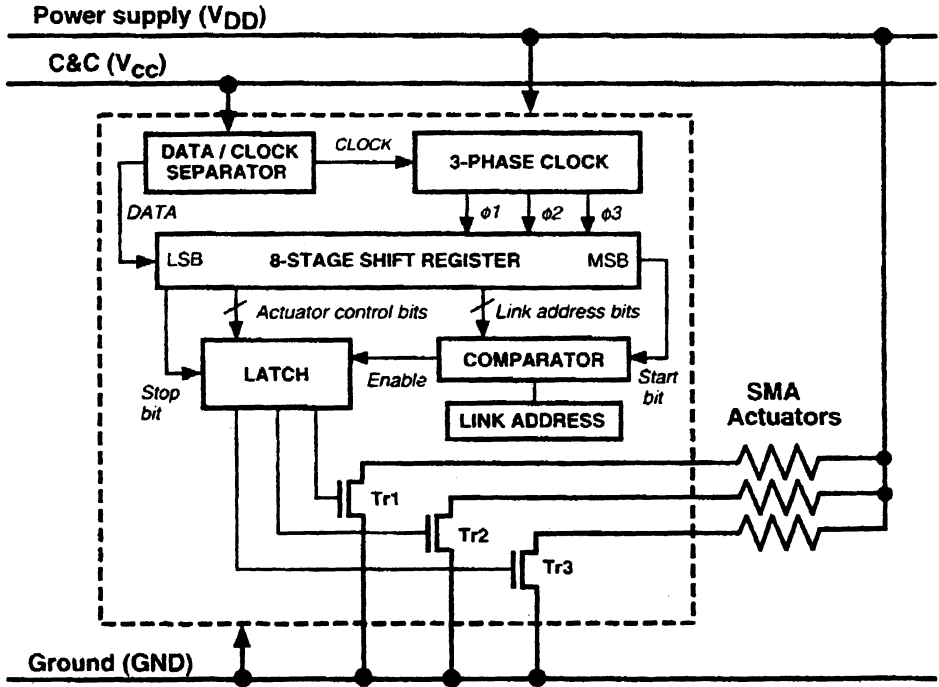 Power supply (VDD)
C&C (VCC)
DATA / CLOCK
SEPARATOR
CLOCK
3-PHASE CLOCK
DATA
ϕ1
ϕ2
ϕ3
LSB
8-STAGE SHIFT REGISTER
MSB
Actuator control bits
Link address bits
LATCH
Enable
COMPARATOR
Stop
bit
Start
bit
LINK ADDRESS
SMA
Actuators
Tr1
Tr2
Tr3
Ground (GND)